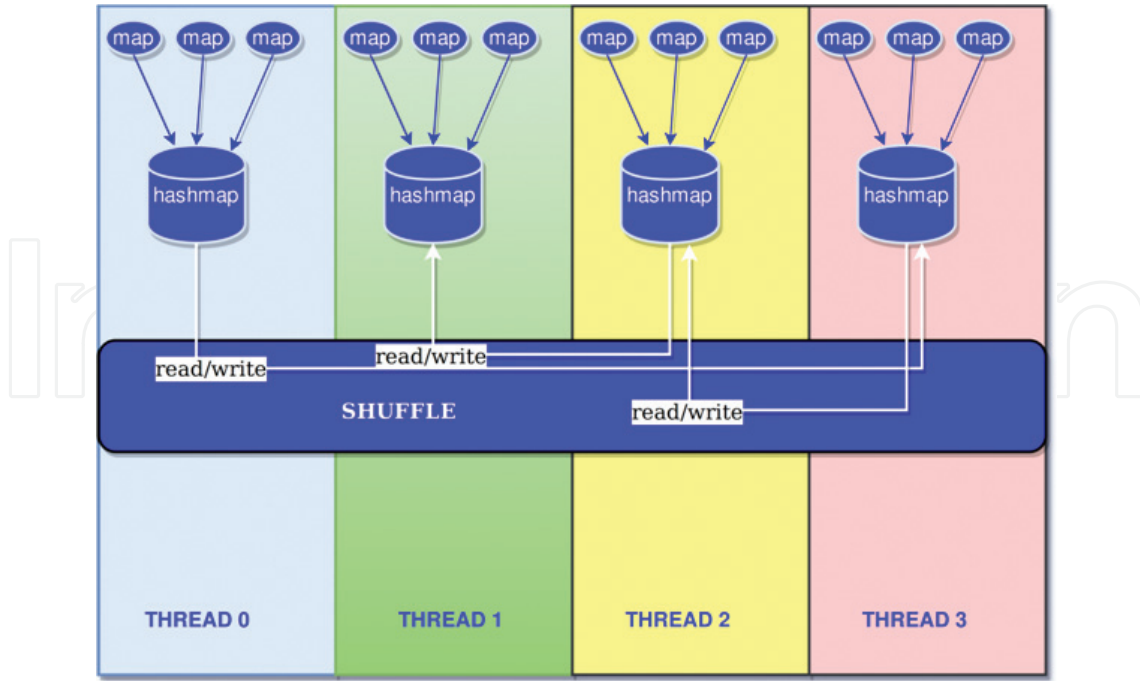 map map map map map map map map map map map map
hashmap hashmap hashmap hashmap
read/write
read/write
SHUFFLE
read/write
THREAD 0 THREAD 1 THREAD 2 THREAD 3